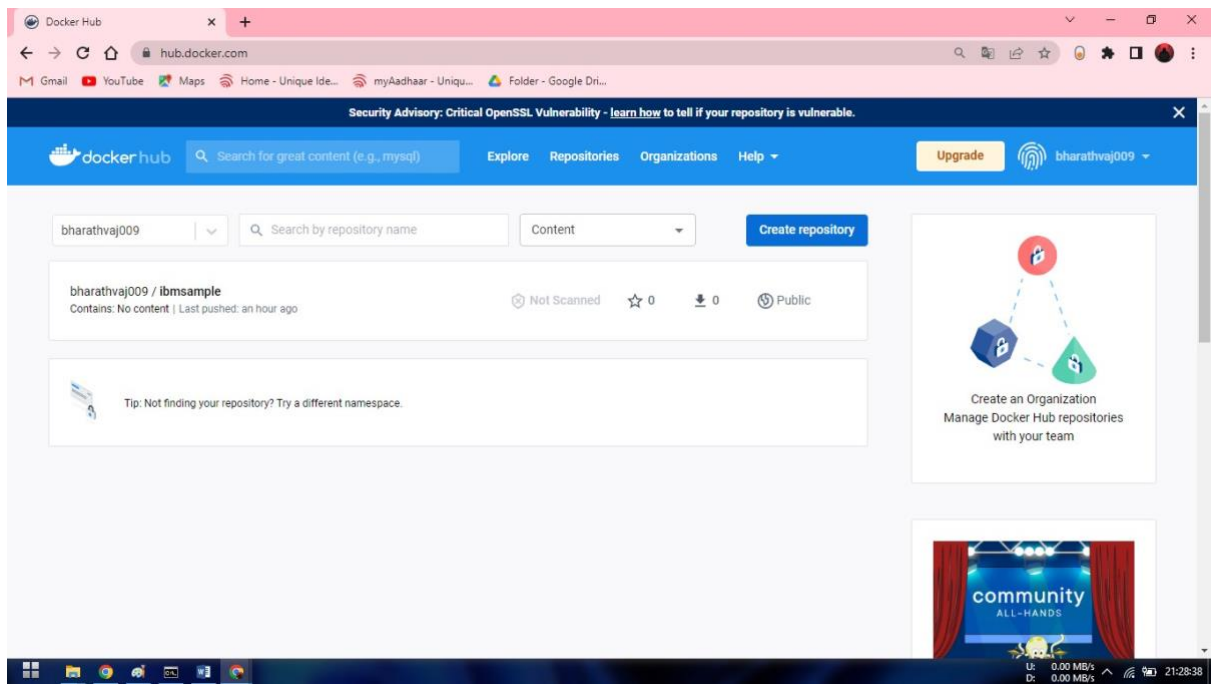 Docker Hub
hub.docker.com
Gmail YouTube Maps Home - Unique Ide... myAadhaar - Uniqu... Folder - Google Dri...
Security Advisory: Critical OpenSSL Vulnerability - learn how to tell if your repository is vulnerable.
dockerhub Search for great content (e.g., mysql) Explore Repositories Organizations Help Upgrade bharathvaj009
bharathvaj009 Search by repository name Content Create repository
bharathvaj009 / ibmsample
Contains: No content | Last pushed: an hour ago
Not Scanned 0 0 Public
Tip: Not finding your repository? Try a different namespace.
Create an Organization
Manage Docker Hub repositories
with your team
community
ALL-HANDS
U: 0.00 MB/s
D: 0.00 MB/s
21:28:38